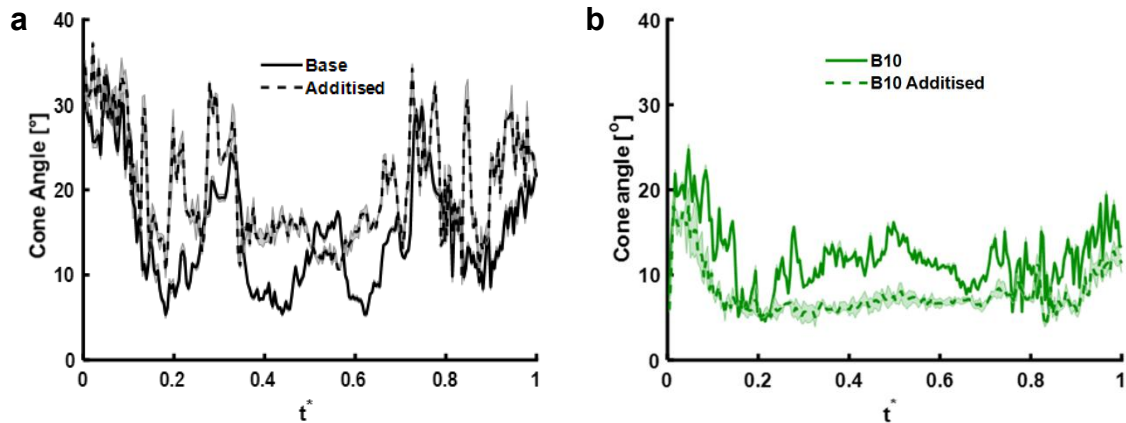 a
40
30
20
10
0
Cone Angle [°]
Base
Additised
0 0.2 0.4 0.6 0.8 1
t*
b
40
30
20
10
0
Cone angle [°]
B10
B10 Additised
0 0.2 0.4 0.6 0.8 1
t*